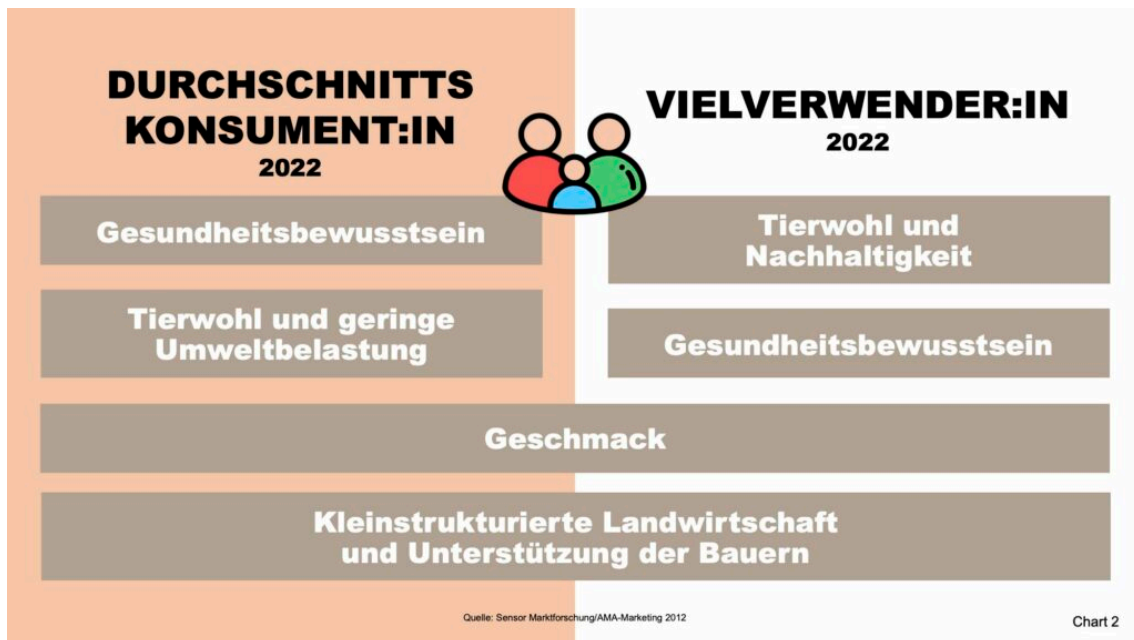 DURCHSCHNITTS
KONSUMENT:IN
2022
Gesundheitsbewusstsein
Tierwohl und geringe
Umweltbelastung
VIELVERWENDER:IN
2022
Tierwohl und
Nachhaltigkeit
Gesundheitsbewusstsein
Geschmack
Kleinstrukturierte Landwirtschaft
und Unterstützung der Bauern
Quelle: Sensor Marktforschung/AMA-Marketing 2012
Chart 2